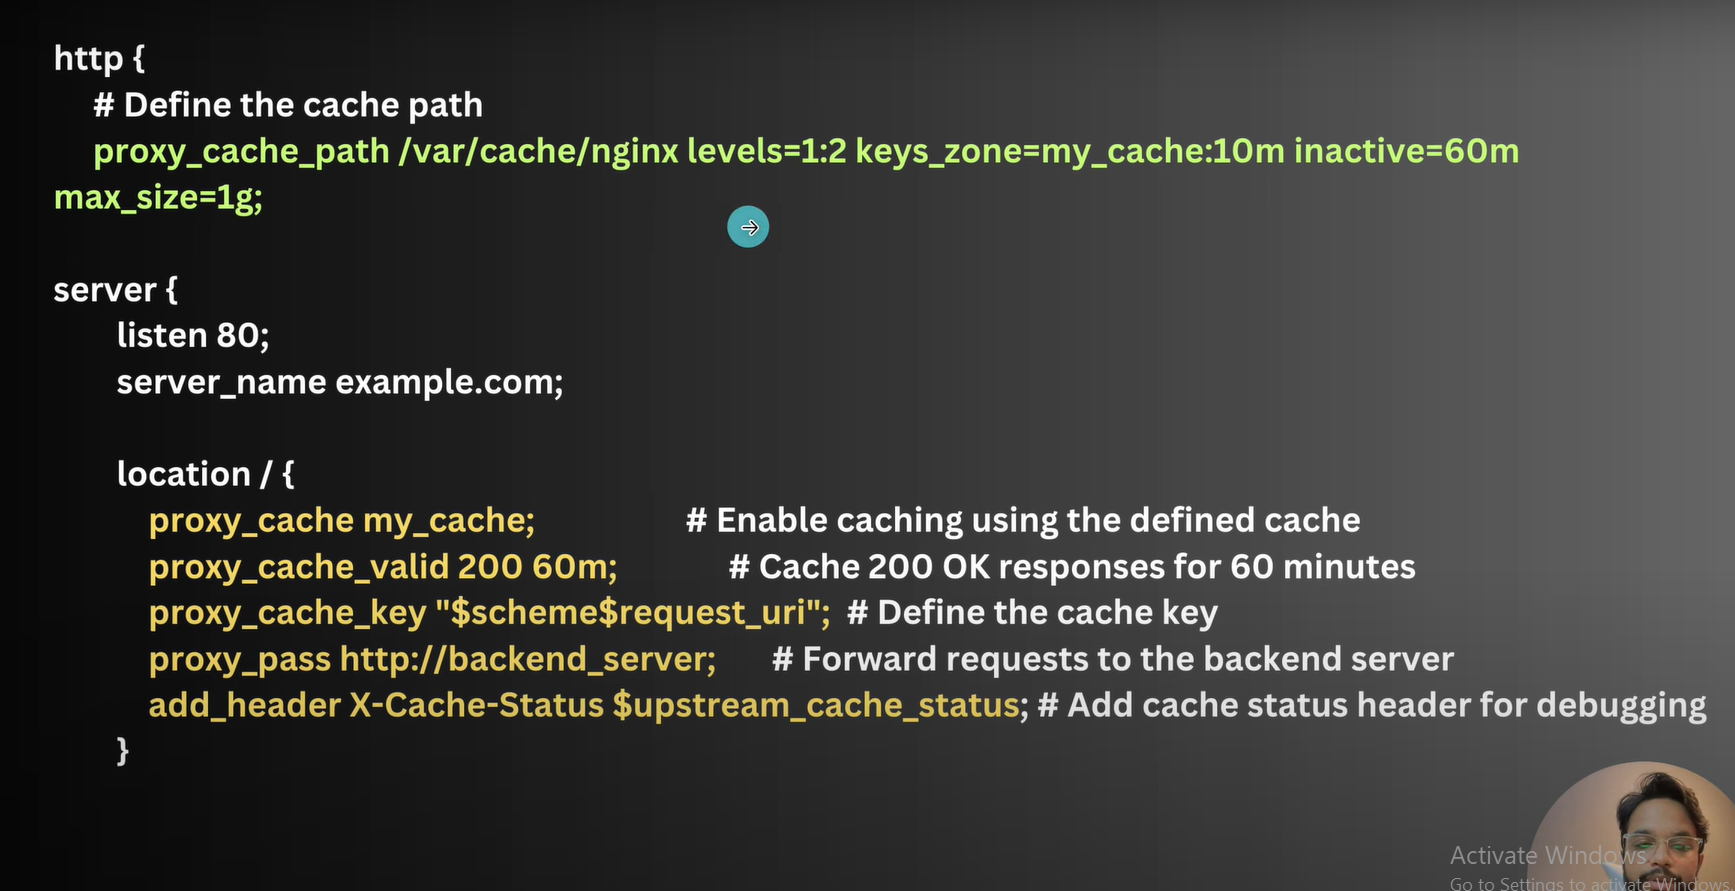 http {
# Define the cache path
proxy_cache_path /var/cache/nginx levels=1:2 keys_zone=my_cache:10m inactive=60m
max_size=1g;
server {
listen 80;
server_name example.com;
location / {
proxy_cache my_cache; # Enable caching using the defined cache
proxy_cache_valid 200 60m; # Cache 200 OK responses for 60 minutes
proxy_cache_key "$scheme$request_uri"; # Define the cache key
proxy_pass http://backend_server; # Forward requests to the backend server
add_header X-Cache-Status $upstream_cache_status; # Add cache status header for debugging
}
Activate Windows
Go to Settings to activate Windows